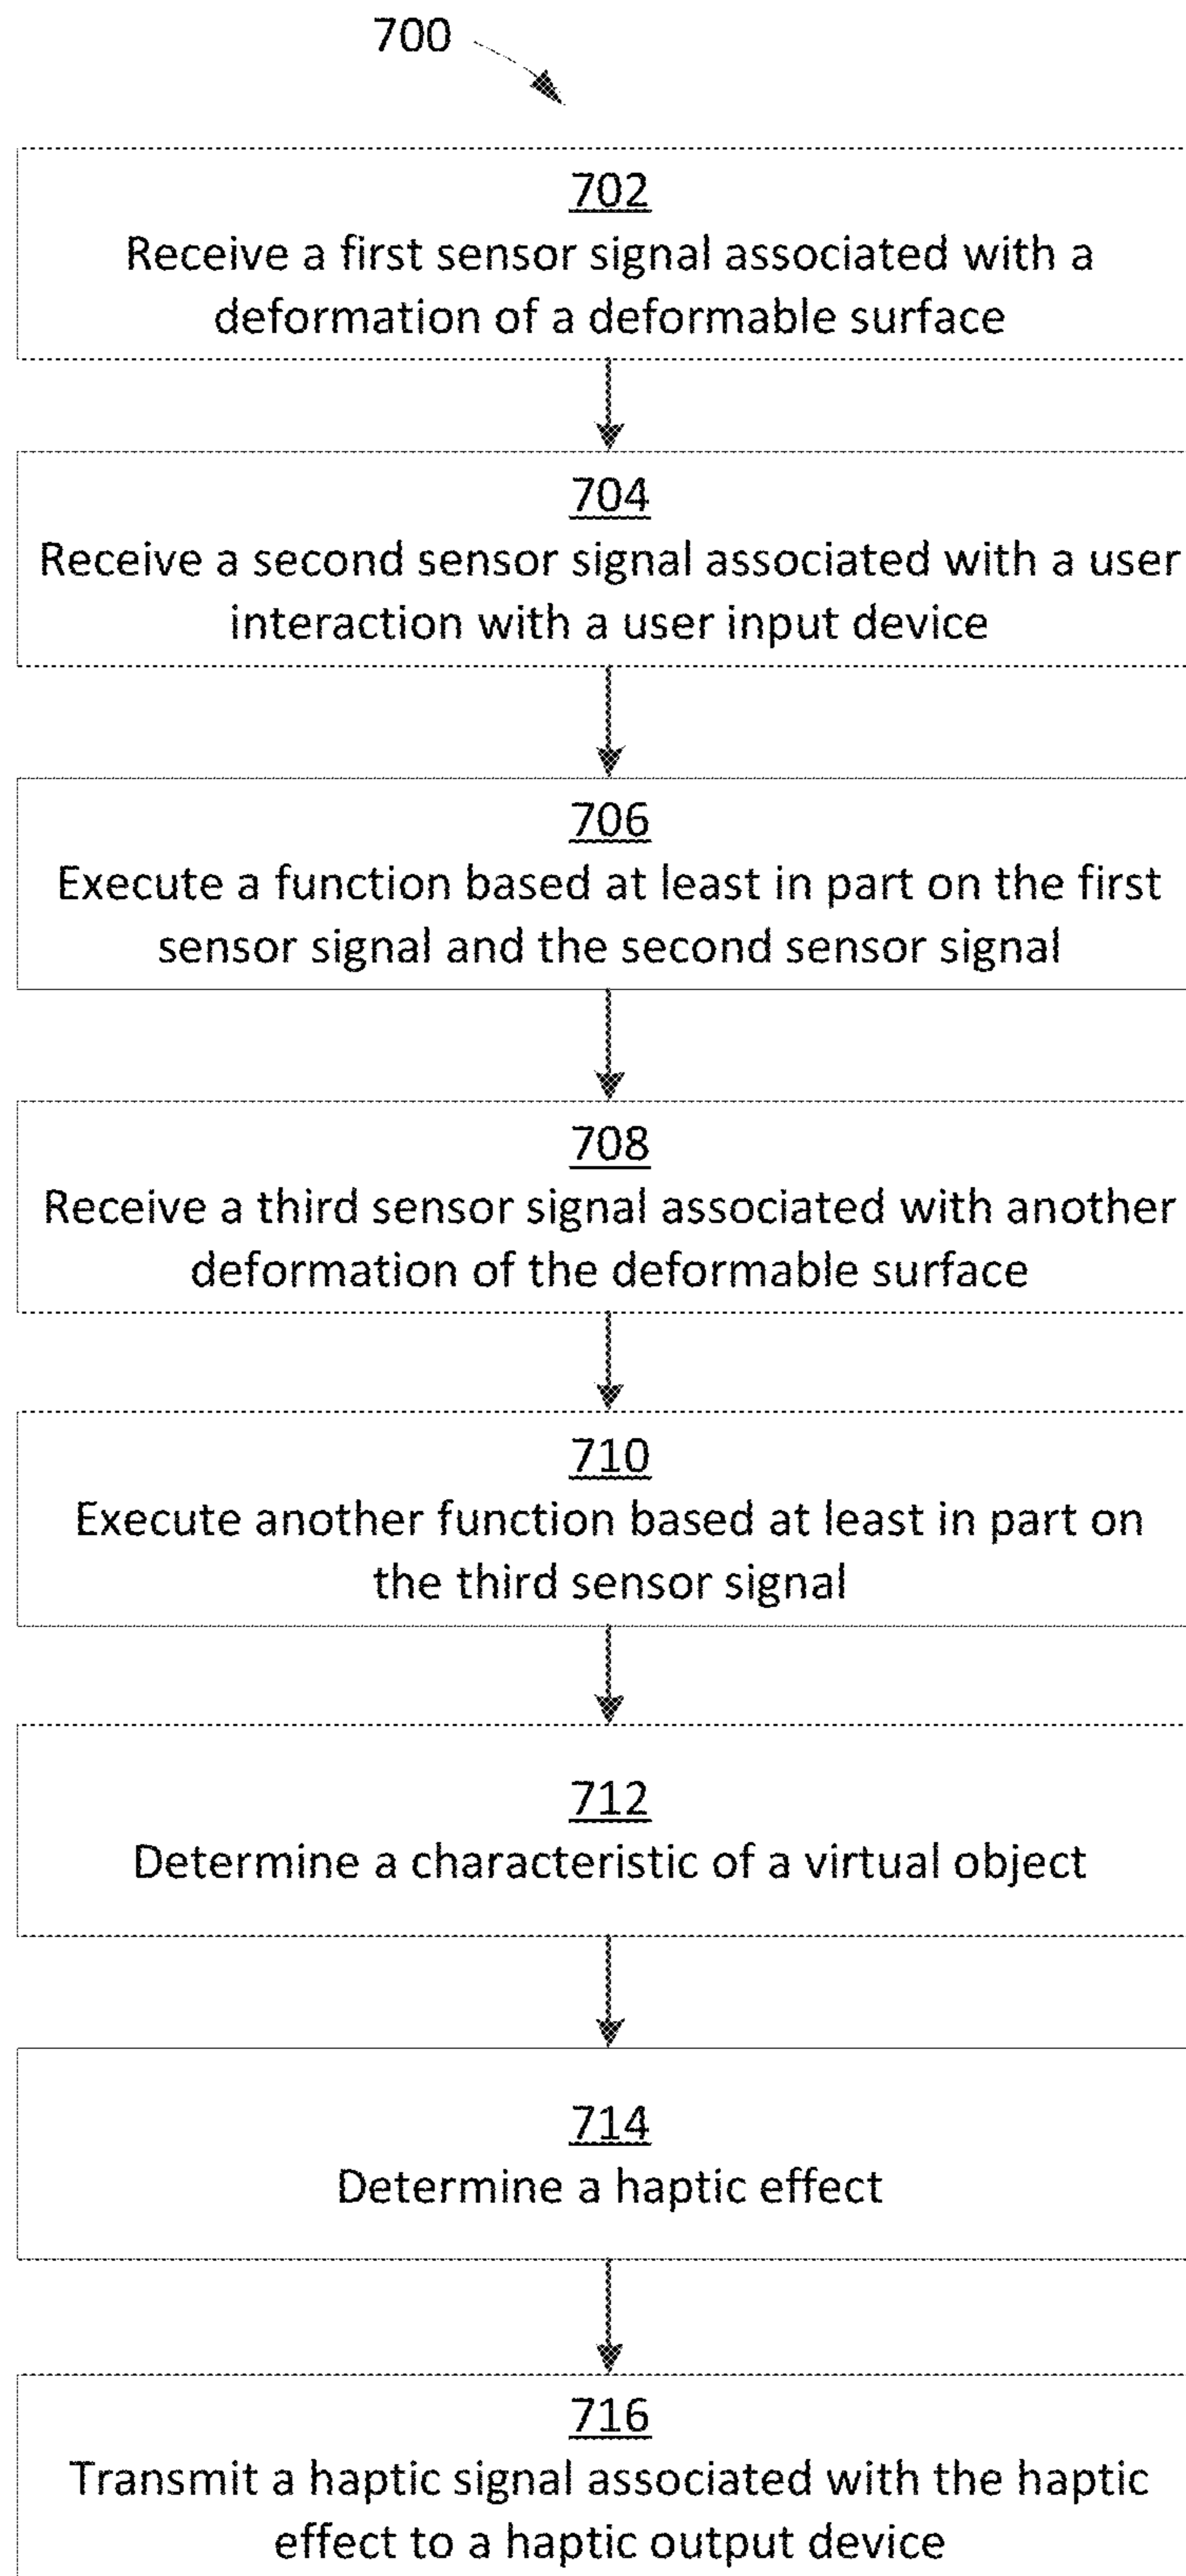 700
702
Receive a first sensor signal associated with a
deformation of a deformable surface
704
Receive a second sensor signal associated with a user
interaction with a user input device
706
Execute a function based at least in part on the first
sensor signal and the second sensor signal
708
Receive a third sensor signal associated with another
deformation of the deformable surface
710
Execute another function based at least in part on
the third sensor signal
712
Determine a characteristic of a virtual object
714
Determine a haptic effect
716
Transmit a haptic signal associated with the haptic
effect to a haptic output device